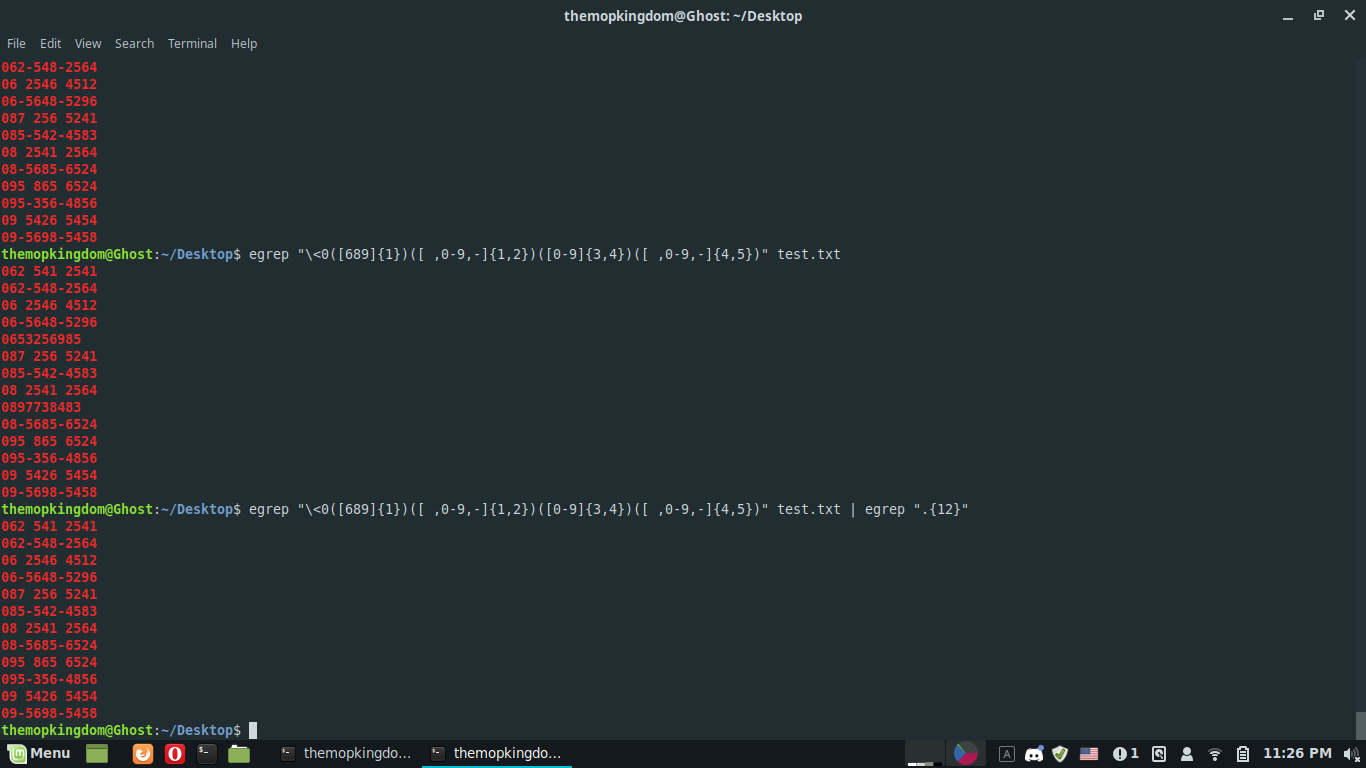 themopkingdom@Ghost: ~/Desktop
File Edit View Search Terminal Help
062-548-2564
06 2546 4512
06-5648-5296
087 256 5241
085-542-4583
08 2541 2564
08-5685-6524
095 865 6524
095-356-4856
09 5426 5454
09-5698-5458
themopkingdom@Ghost:~/Desktop$ egrep "\<0([689]{1})([ ,0-9,-]{1,2})([0-9]{3,4})([ ,0-9,-]{4,5})" test.txt
062 541 2541
062-548-2564
06 2546 4512
06-5648-5296
0653256985
087 256 5241
085-542-4583
08 2541 2564
0897738483
08-5685-6524
095 865 6524
095-356-4856
09 5426 5454
09-5698-5458
themopkingdom@Ghost:~/Desktop$ egrep "\<0([689]{1})([ ,0-9,-]{1,2})([0-9]{3,4})([ ,0-9,-]{4,5})" test.txt | egrep ".{12}"
062 541 2541
062-548-2564
06 2546 4512
06-5648-5296
087 256 5241
085-542-4583
08 2541 2564
08-5685-6524
095 865 6524
095-356-4856
09 5426 5454
09-5698-5458
themopkingdom@Ghost:~/Desktop$
Menu themopkingdo... themopkingdo... A 1 11:26 PM